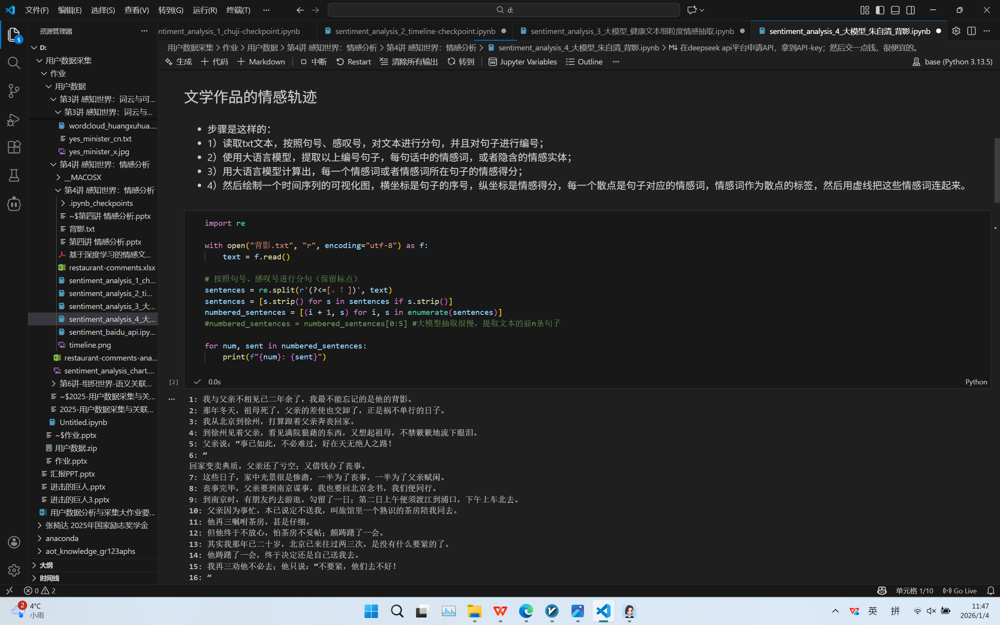 文件(F) 编辑(E) 选择(S) 查看(V) 转到(G) 运行(R) 终端(T) ··· d:
资源管理器 ···
ntiment_analysis_1_chuji-checkpoint.ipynb sentiment_analysis_2_timeline-checkpoint.ipynb sentiment_analysis_3_大模型_健康文本细粒度情感抽取.ipynb sentiment_analysis_4_大模型_朱自清_背影.ipynb ···
用户数据采集 > 作业 > 用户数据 > 第4讲 感知世界：情感分析 > 第4讲 感知世界：情感分析 > sentiment_analysis_4_大模型_朱自清_背影.ipynb > M↓ 在deepseek api平台申请API，拿到API-key；然后交一点钱，很便宜的。
生成 + 代码 + Markdown 中断 Restart 清除所有输出 转到 Jupyter Variables Outline ··· base (Python 3.13.5)
5
D:
用户数据采集
作业
用户数据
第3讲 感知世界：词云与可...
第3讲 感知世界：词云与...
wordcloud_huangxuhua....
yes_minister_cn.txt
yes_minister_x.jpg
第4讲 感知世界：情感分析
__MACOSX
第4讲 感知世界：情感分析
.ipynb_checkpoints
~$第四讲 情感分析.pptx
背影.txt
第四讲 情感分析.pptx
基于深度学习的情感文...
restaurant-comments.xlsx
sentiment_analysis_1_ch...
sentiment_analysis_2_ti...
sentiment_analysis_3_大...
sentiment_analysis_4_大...
sentiment_baidu_api.ipy...
timeline.png
restaurant-comments-ana...
sentiment_analysis_chart....
第6讲-组织世界-语义关联...
~$2025-用户数据采集与关...
2025-用户数据采集与关联...
Untitled.ipynb
~$作业.pptx
用户数据.zip
作业.pptx
汇报PPT.pptx
进击的巨人.pptx
进击的巨人3.pptx
用户数据分析与采集大作业要...
张椅达 2025年国家励志奖学金
anaconda
aot_knowledge_gr123aphs
大纲
时间线
文学作品的情感轨迹
• 步骤是这样的：
• 1）读取txt文本，按照句号、感叹号，对文本进行分句，并且对句子进行编号；
• 2）使用大语言模型，提取以上编号句子，每句话中的情感词，或者隐含的情感实体；
• 3）用大语言模型计算出，每一个情感词或者情感词所在句子的情感得分；
• 4）然后绘制一个时间序列的可视化图，横坐标是句子的序号，纵坐标是情感得分，每一个散点是句子对应的情感词，情感词作为散点的标签，然后用虚线把这些情感词连起来。
import re
with open("背影.txt", "r", encoding="utf-8") as f:
text = f.read()
# 按照句号、感叹号进行分句（保留标点）
sentences = re.split(r'(?<=[。！])', text)
sentences = [s.strip() for s in sentences if s.strip()]
numbered_sentences = [(i + 1, s) for i, s in enumerate(sentences)]
#numbered_sentences = numbered_sentences[0:5] #大模型抽取很慢，提取文本的前n条句子
for num, sent in numbered_sentences:
print(f"{num}: {sent}")
[2] 0.0s Python
···
1: 我与父亲不相见已二年余了，我最不能忘记的是他的背影。
2: 那年冬天，祖母死了，父亲的差使也交卸了，正是祸不单行的日子。
3: 我从北京到徐州，打算跟着父亲奔丧回家。
4: 到徐州见着父亲，看见满院狼藉的东西，又想起祖母，不禁簌簌地流下眼泪。
5: 父亲说：“事已如此，不必难过，好在天无绝人之路！
6: ”
回家变卖典质，父亲还了亏空；又借钱办了丧事。
7: 这些日子，家中光景很是惨澹，一半为了丧事，一半为了父亲赋闲。
8: 丧事完毕，父亲要到南京谋事，我也要回北京念书，我们便同行。
9: 到南京时，有朋友约去游逛，勾留了一日；第二日上午便须渡江到浦口，下午上车北去。
10: 父亲因为事忙，本已说定不送我，叫旅馆里一个熟识的茶房陪我同去。
11: 他再三嘱咐茶房，甚是仔细。
12: 但他终于不放心，怕茶房不妥帖；颇踌躇了一会。
13: 其实我那年已二十岁，北京已来往过两三次，是没有什么要紧的了。
14: 他踌躇了一会，终于决定还是自己送我去。
15: 我再三劝他不必去；他只说：“不要紧，他们去不好！
16: ”
0 2 单元格 1/10 Go Live
2 4°C
小雨
英 拼 11:47
2026/1/4